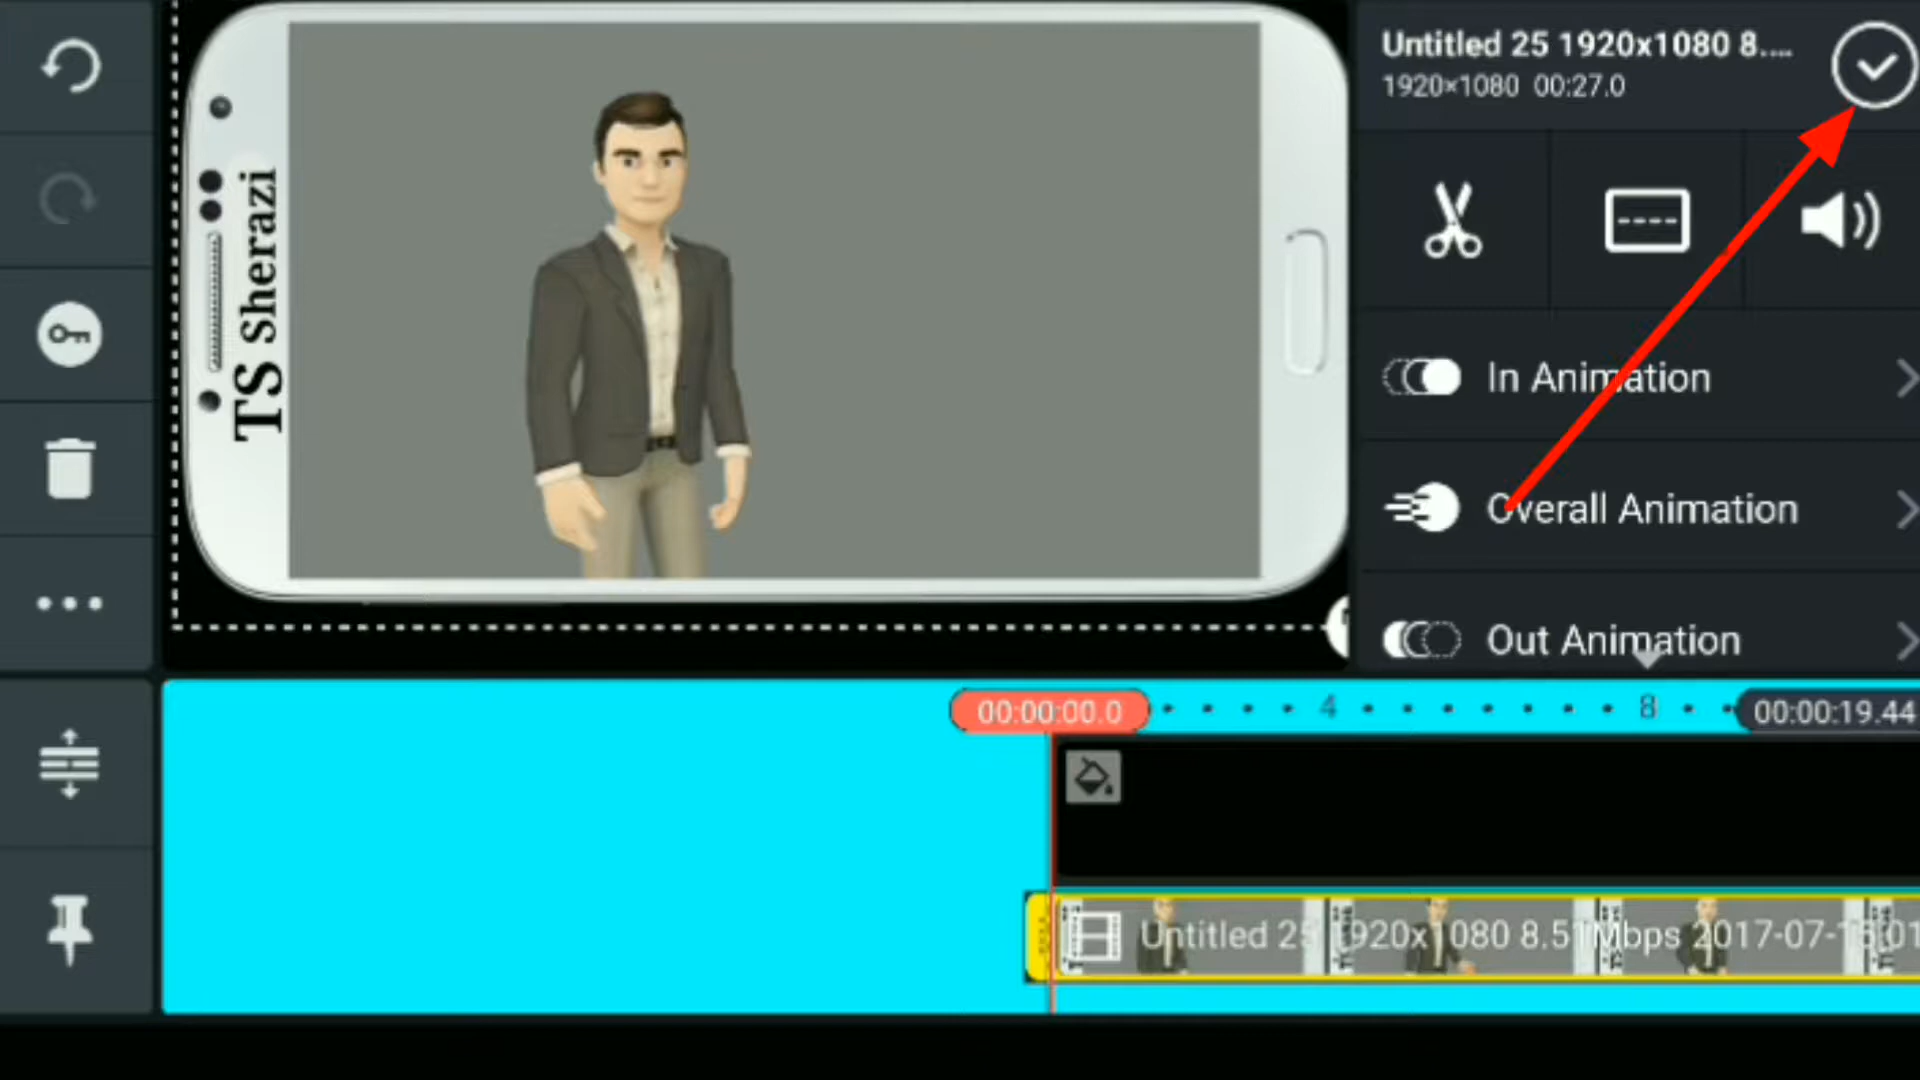 Untitled 25 1920x1080 8....
1920×1080 00:27.0
TS Sherazi
In Animation
Overall Animation
Out Animation
00:00:00.0
4
8
00:00:19.44
Untitled 25 1920x1080 8.51Mbps 2017-07-15 01